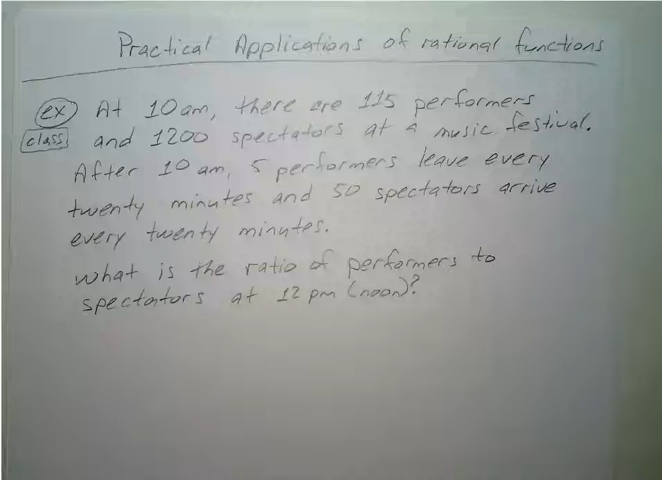 Practical Applications of rational functions
ex At 10 am, there are 115 performers
class and 1200 spectators at a music festival.
After 10 am, 5 performers leave every
twenty minutes and 50 spectators arrive
every twenty minutes.
what is the ratio of performers to
spectators at 12 pm (noon)?